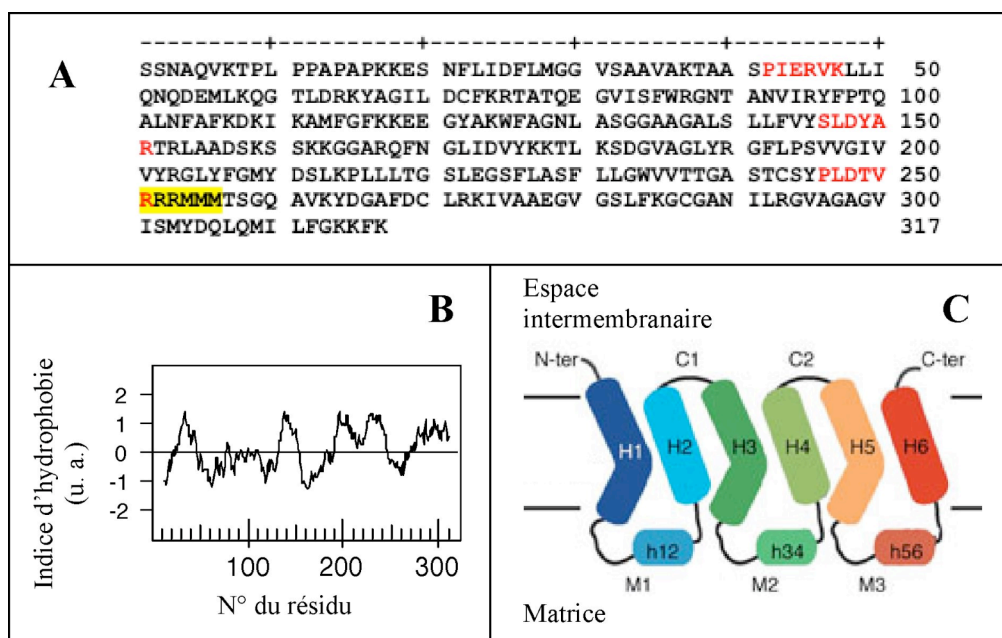 A
---------+---------+---------+---------+---------+
SSNAQVKTPL PPAPAPKKES NFLIDFLMGG VSAAVAKTAA SPIERVKLLI 50
QNQDEMLKQG TLDRKYAGIL DCFKRTATQE GVISFWRGNT ANVIRYFPTQ 100
ALNFAFKDKI KAMFGFKKEE GYAKWFAGNL ASGGAAGALS LLFVYSLDYA 150
RTRLAADSKS SKKGGARQFN GLIDVYKKTL KSDGVAGLYR GFLPSVVGIV 200
VYRGLYFGMY DSLKPLLLTG SLEGSFLASF LLGWVVTTGA STCSYPLDTV 250
RRRMMMTSGQ AVKYDGAFDC LRKIVAAEGV GSLFKGCGAN ILRGVAGAGV 300
ISMYDQLQMI LFGKKFK 317
B
Indice d'hydrophobie
(u. a.)
2
1
0
-1
-2
100 200 300
N° du résidu
C
Espace
intermembranaire
N-ter C1 C2 C-ter
H1 H2 H3 H4 H5 H6
h12 h34 h56
M1 M2 M3
Matrice